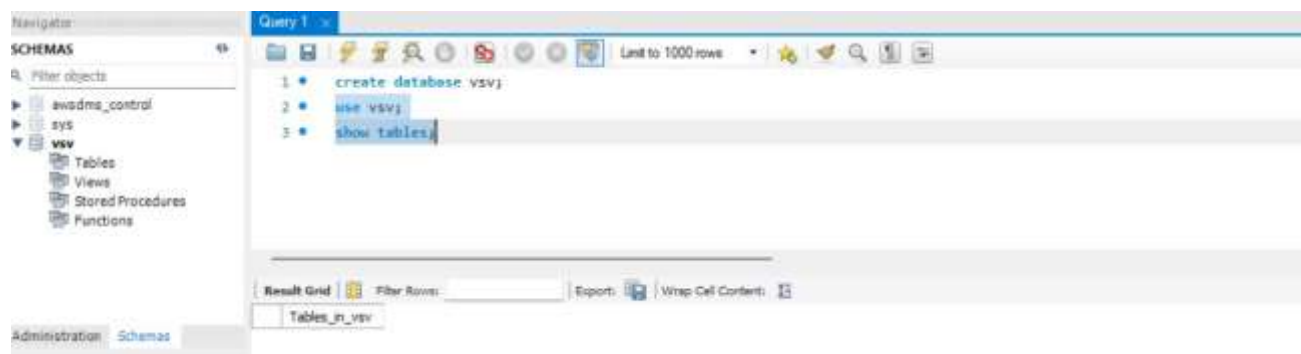 Navigator
SCHEMAS
Filter objects
awsdms_control
sys
vsv
Tables
Views
Stored Procedures
Functions
Administration Schemas
Query 1
Limit to 1000 rows
1 create database vsv;
2 use vsv;
3 show tables;
Result Grid Filter Rows: Export: Wrap Cell Content:
Tables_in_vsv